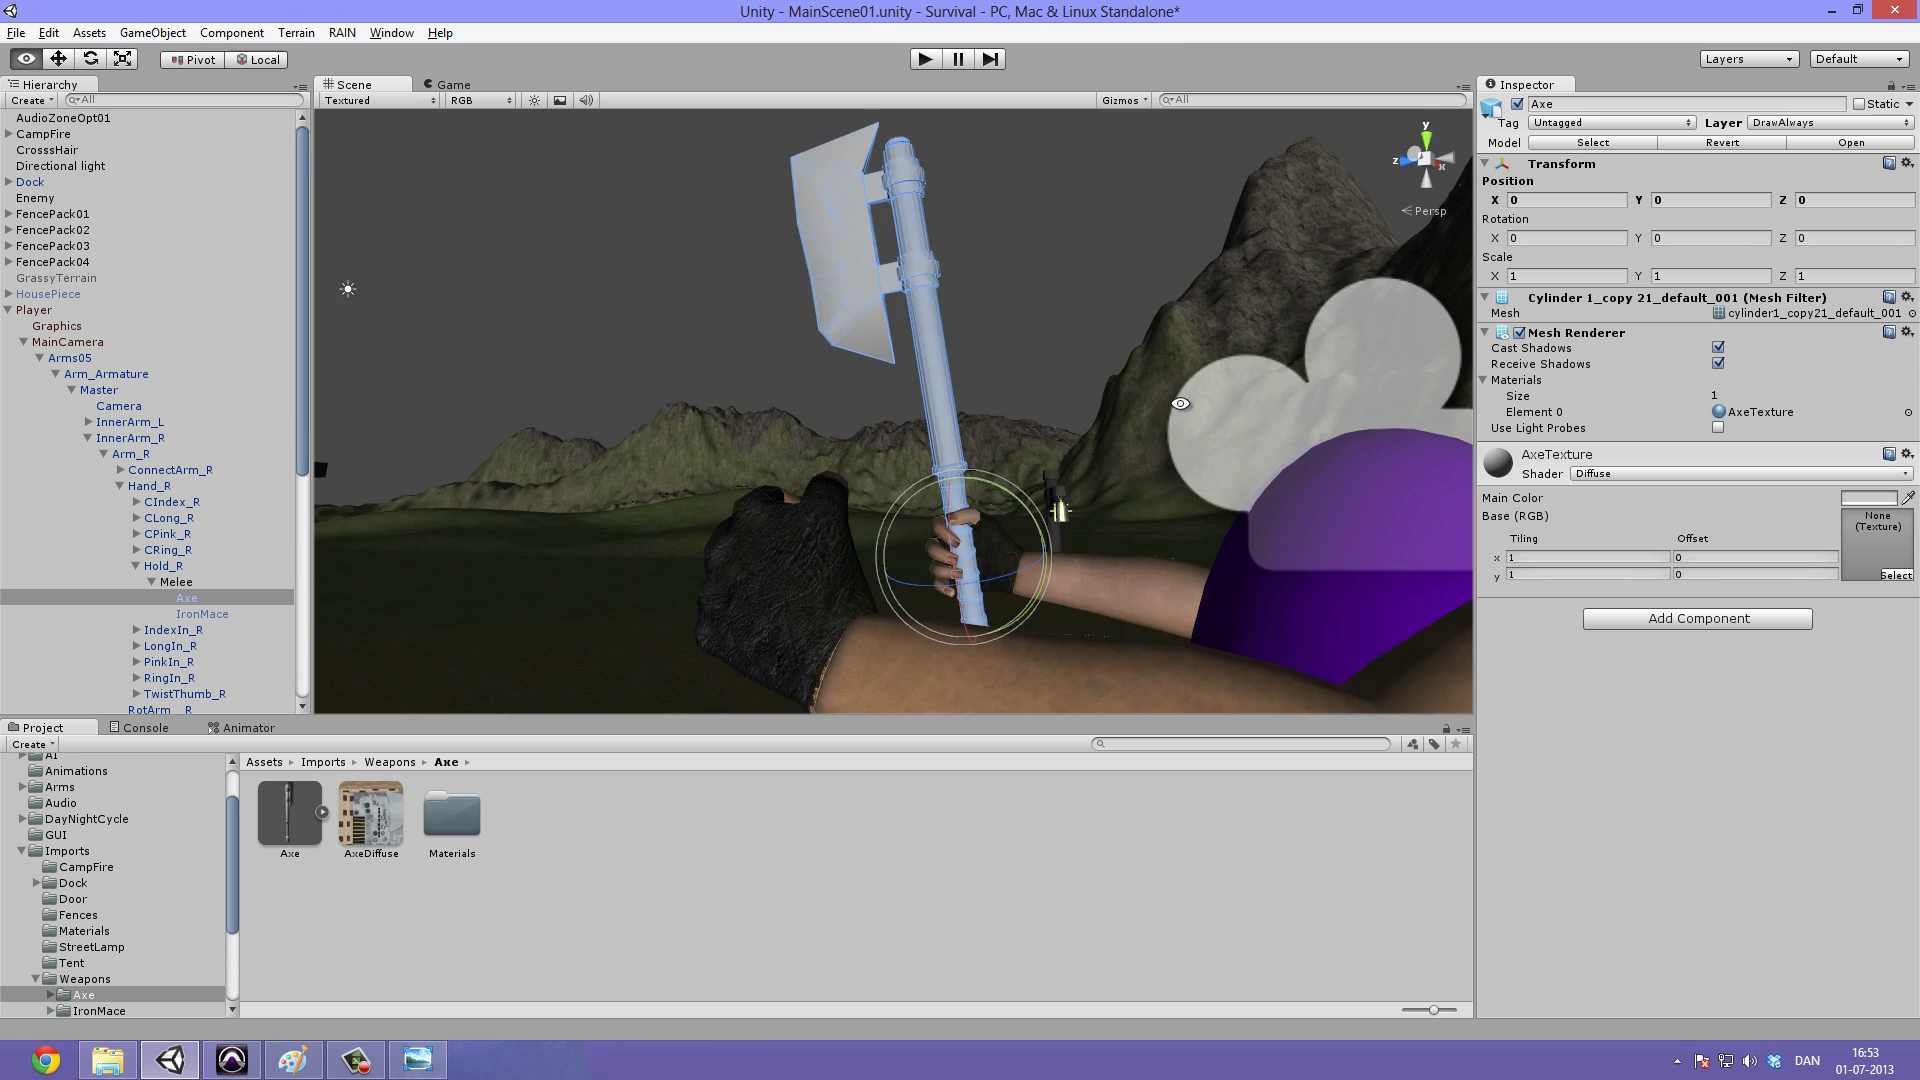 Unity - MainScene01.unity - Survival - PC, Mac & Linux Standalone*
File Edit Assets GameObject Component Terrain RAIN Window Help
Pivot Local Layers Default
Hierarchy
Create All
AudioZoneOpt01
CampFire
CrosssHair
Directional light
Dock
Enemy
FencePack01
FencePack02
FencePack03
FencePack04
GrassyTerrain
HousePiece
Player
Graphics
MainCamera
Arms05
Arm_Armature
Master
Camera
InnerArm_L
InnerArm_R
Arm_R
ConnectArm_R
Hand_R
CIndex_R
CLong_R
CPink_R
CRing_R
Hold_R
Melee
Axe
IronMace
IndexIn_R
LongIn_R
PinkIn_R
RingIn_R
TwistThumb_R
RotArm__R
Scene Game
Textured RGB Gizmos All
y
z x
Persp
Inspector
Axe Static
Tag Untagged Layer DrawAlways
Model Select Revert Open
Transform
Position
X 0 Y 0 Z 0
Rotation
X 0 Y 0 Z 0
Scale
X 1 Y 1 Z 1
Cylinder 1_copy 21_default_001 (Mesh Filter)
Mesh cylinder1_copy21_default_001
Mesh Renderer
Cast Shadows
Receive Shadows
Materials
Size 1
Element 0 AxeTexture
Use Light Probes
AxeTexture
Shader Diffuse
Main Color
Base (RGB) None
(Texture)
Tiling Offset
x 1 0
y 1 0
Select
Add Component
Project Console Animator
Create
AI
Animations
Arms
Audio
DayNightCycle
GUI
Imports
CampFire
Dock
Door
Fences
Materials
StreetLamp
Tent
Weapons
Axe
IronMace
Assets Imports Weapons Axe
Axe AxeDiffuse Materials
DAN
16:53
01-07-2013